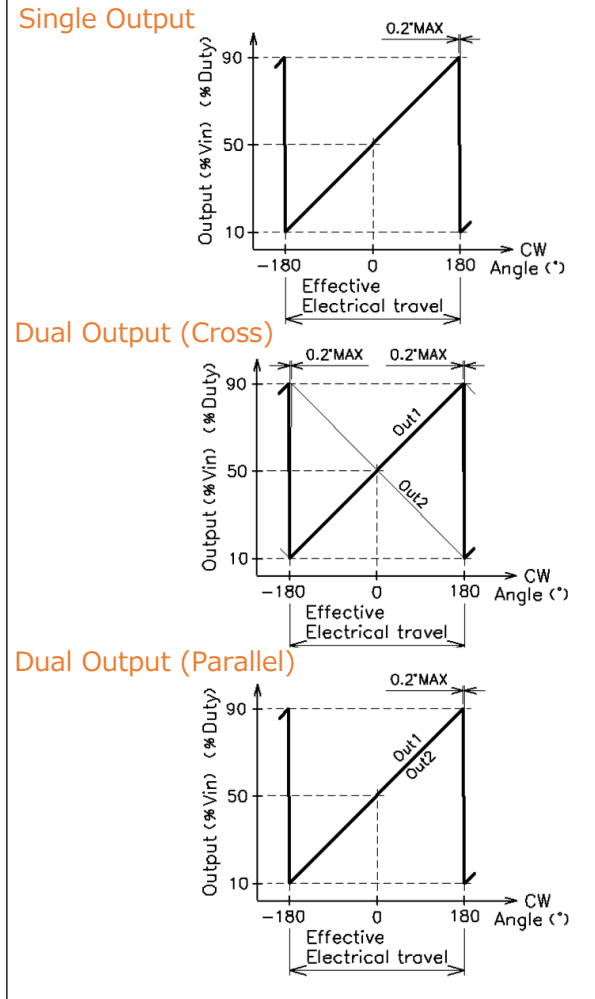 Single Output
0.2°MAX
Output (%Vin) (%Duty)
90
50
10
-180 0 180
CW
Angle (°)
Effective
Electrical travel
Dual Output (Cross)
0.2°MAX 0.2°MAX
Output (%Vin) (%Duty)
90
50
10
Out1
Out2
-180 0 180
CW
Angle (°)
Effective
Electrical travel
Dual Output (Parallel)
0.2°MAX
Output (%Vin) (%Duty)
90
50
10
Out1
Out2
-180 0 180
CW
Angle (°)
Effective
Electrical travel